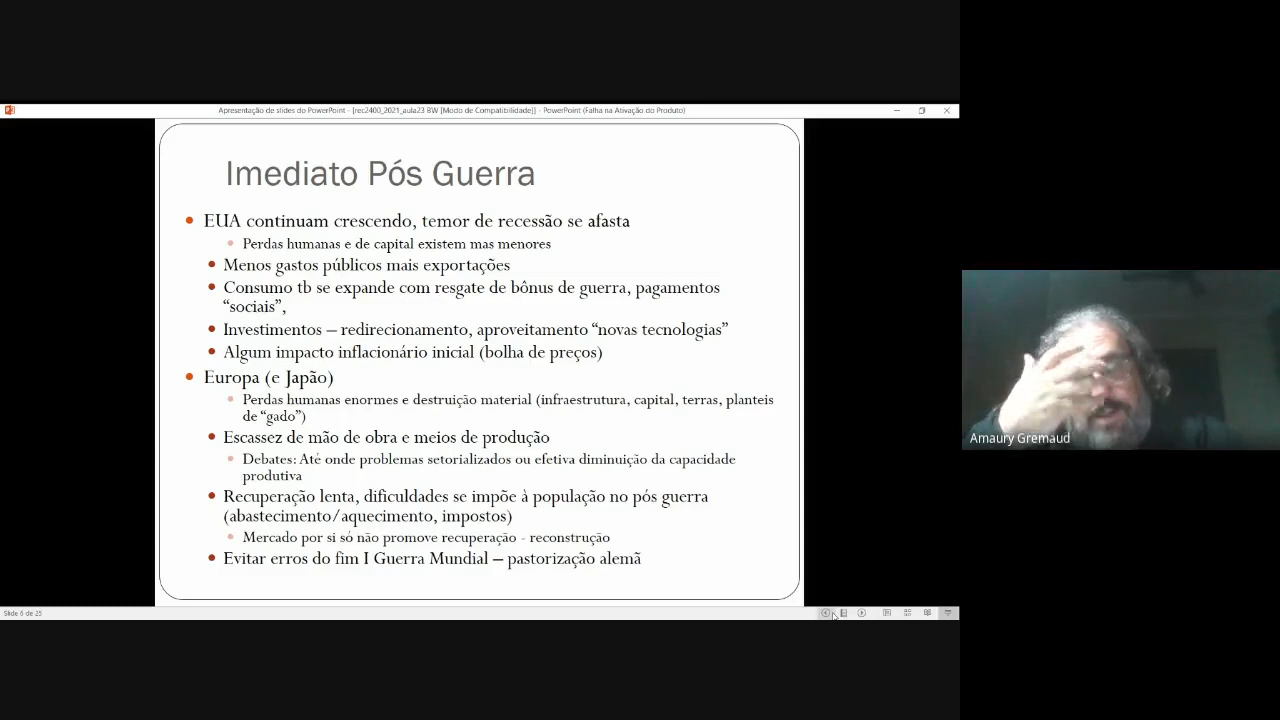 Apresentação de slides do PowerPoint - [rec2400_2021_aula23 BW [Modo de Compatibilidade]] - PowerPoint (Falha na Ativação do Produto)
Imediato Pós Guerra
EUA continuam crescendo, temor de recessão se afasta
Perdas humanas e de capital existem mas menores
Menos gastos públicos mais exportações
Consumo tb se expande com resgate de bônus de guerra, pagamentos
“sociais”,
Investimentos – redirecionamento, aproveitamento “novas tecnologias”
Algum impacto inflacionário inicial (bolha de preços)
Europa (e Japão)
Perdas humanas enormes e destruição material (infraestrutura, capital, terras, planteis
de “gado”)
Escassez de mão de obra e meios de produção
Debates: Até onde problemas setorializados ou efetiva diminuição da capacidade
produtiva
Recuperação lenta, dificuldades se impõe à população no pós guerra
(abastecimento/aquecimento, impostos)
Mercado por si só não promove recuperação - reconstrução
Evitar erros do fim I Guerra Mundial – pastorização alemã
Slide 6 de 25
Amaury Gremaud